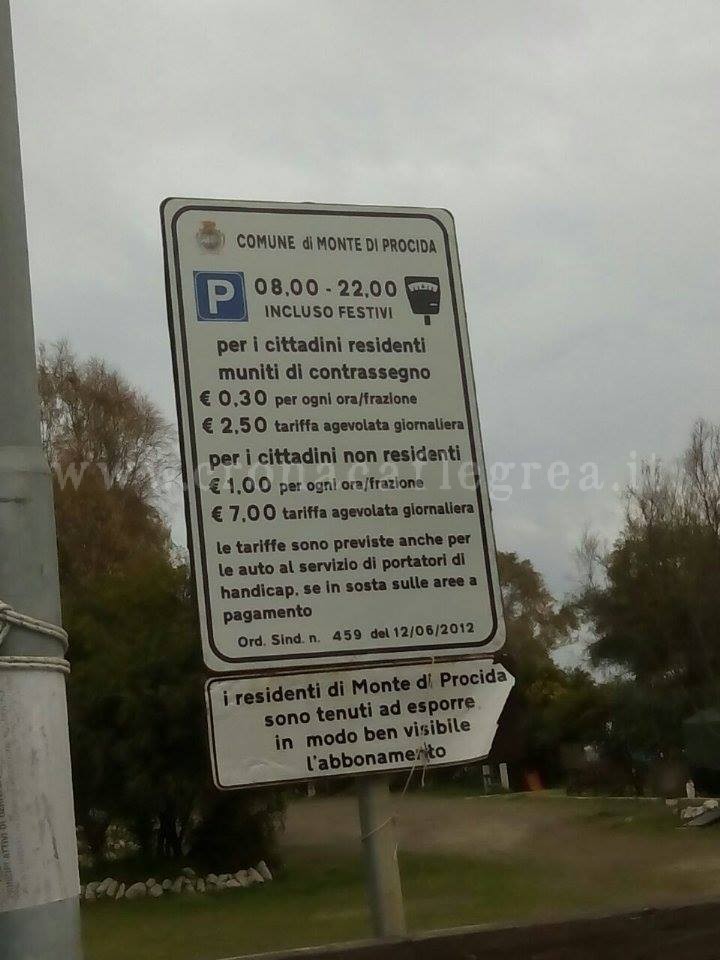 COMUNE di MONTE DI PROCIDA
P 08,00 - 22,00
INCLUSO FESTIVI
per i cittadini residenti
muniti di contrassegno
€ 0,30 per ogni ora/frazione
€ 2,50 tariffa agevolata giornaliera
per i cittadini non residenti
www.cronacaflegrea.it
€ 1,00 per ogni ora/frazione
€ 7,00 tariffa agevolata giornaliera
le tariffe sono previste anche per
le auto al servizio di portatori di
handicap, se in sosta sulle aree a
pagamento
Ord. Sind. n. 459 del 12/06/2012
i residenti di Monte di Procida
sono tenuti ad esporre
in modo ben visibile
l'abbonamento